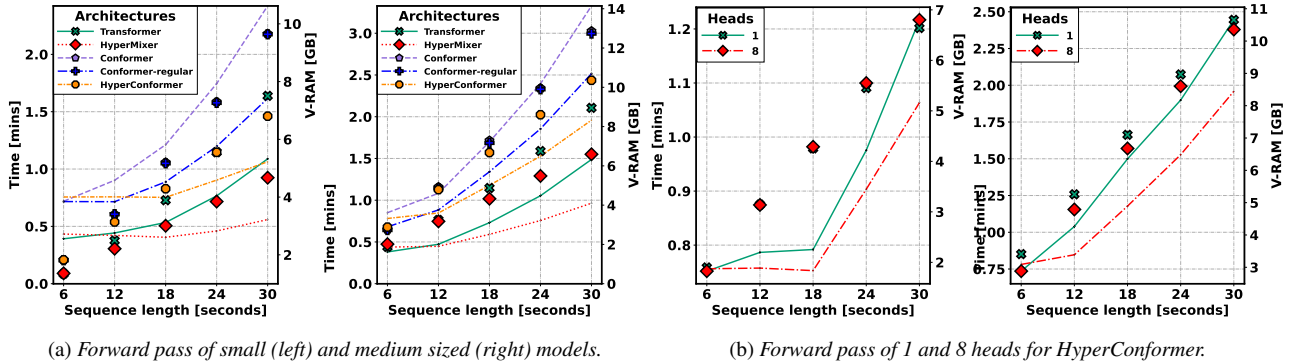 Architectures
Transformer
HyperMixer
Conformer
Conformer-regular
HyperConformer
Time [mins]
2.0
1.5
1.0
0.5
0.0
V-RAM [GB]
10
8
6
4
2
6 12 18 24 30
Sequence length [seconds]
Architectures
Transformer
HyperMixer
Conformer
Conformer-regular
HyperConformer
Time [mins]
3.0
2.5
2.0
1.5
1.0
0.5
0.0
V-RAM [GB]
14
12
10
8
6
4
2
0
6 12 18 24 30
Sequence length [seconds]
(a) Forward pass of small (left) and medium sized (right) models.
Heads
1
8
Time [mins]
1.2
1.1
1.0
0.9
0.8
V-RAM [GB]
7
6
5
4
3
2
6 12 18 24 30
Sequence length [seconds]
Heads
1
8
Time [mins]
2.50
2.25
2.00
1.75
1.50
1.25
1.00
0.75
V-RAM [GB]
11
10
9
8
7
6
5
4
3
6 12 18 24 30
Sequence length [seconds]
(b) Forward pass of 1 and 8 heads for HyperConformer.